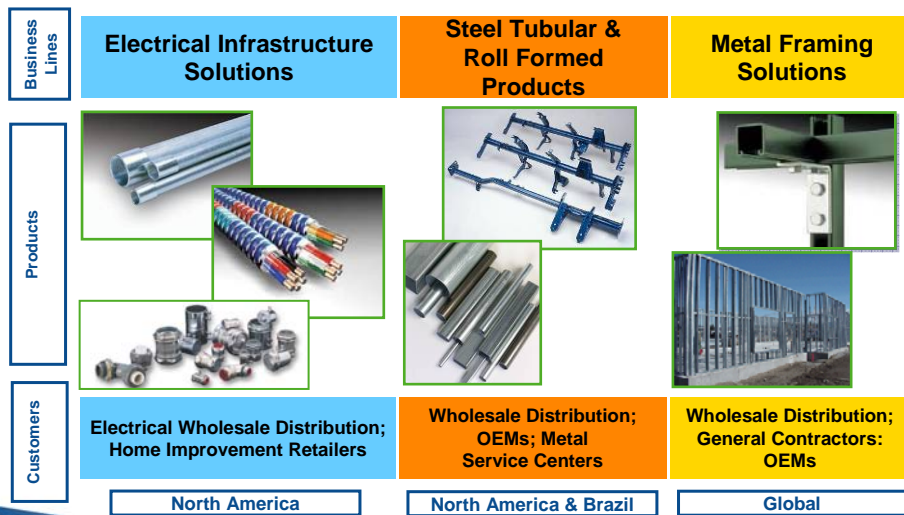 Business
Lines
Electrical Infrastructure
Solutions
Steel Tubular &
Roll Formed
Products
Metal Framing
Solutions
Products
Customers
Electrical Wholesale Distribution;
Home Improvement Retailers
Wholesale Distribution;
OEMs; Metal
Service Centers
Wholesale Distribution;
General Contractors:
OEMs
North America
North America & Brazil
Global